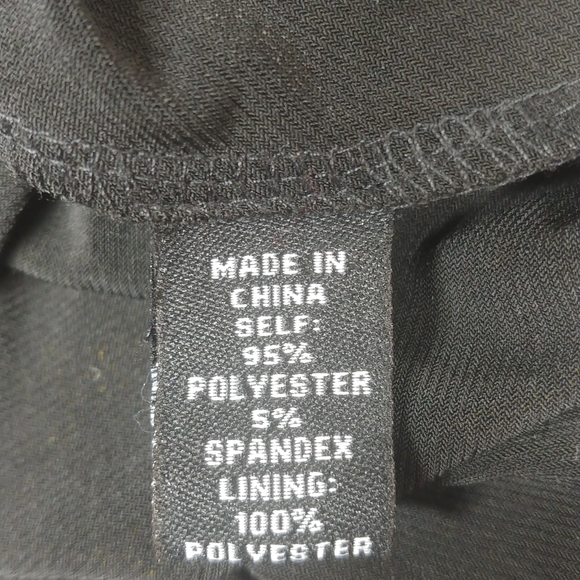 MADE IN
CHINA
SELF:
95%
POLYESTER
5%
SPANDEX
LINING:
100%
POLYESTER